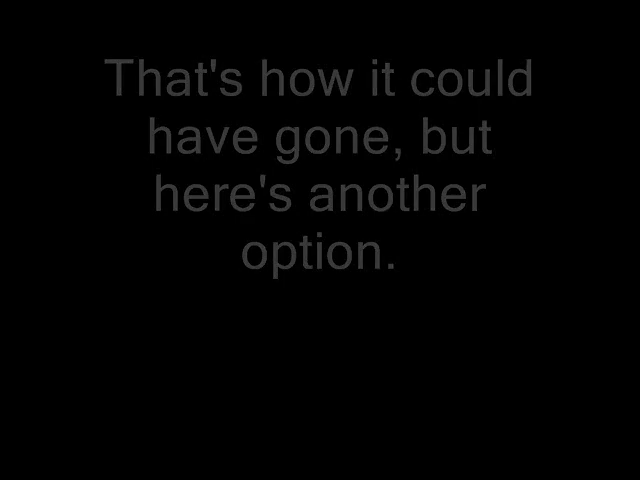 That's how it could
have gone, but
here's another
option.